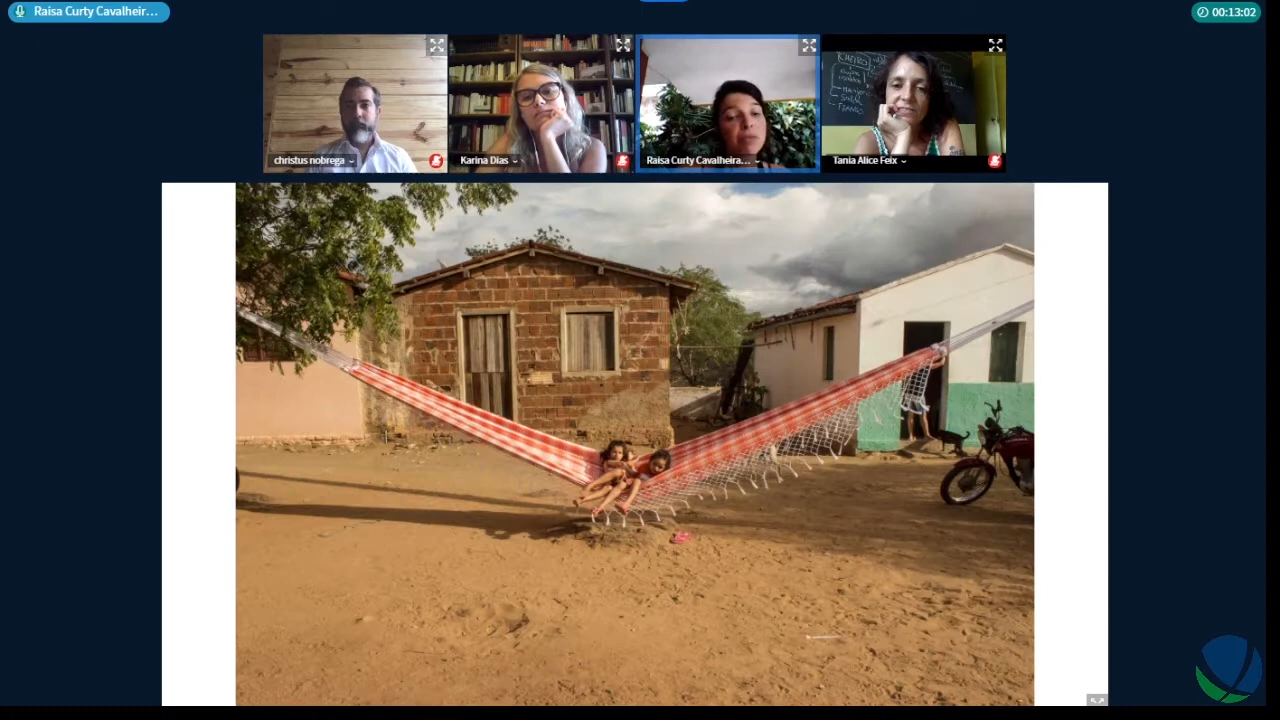 Raisa Curty Cavalheir...
00:13:02
christus nobrega
Karina Dias
Raisa Curty Cavalheira...
Tania Alice Feix